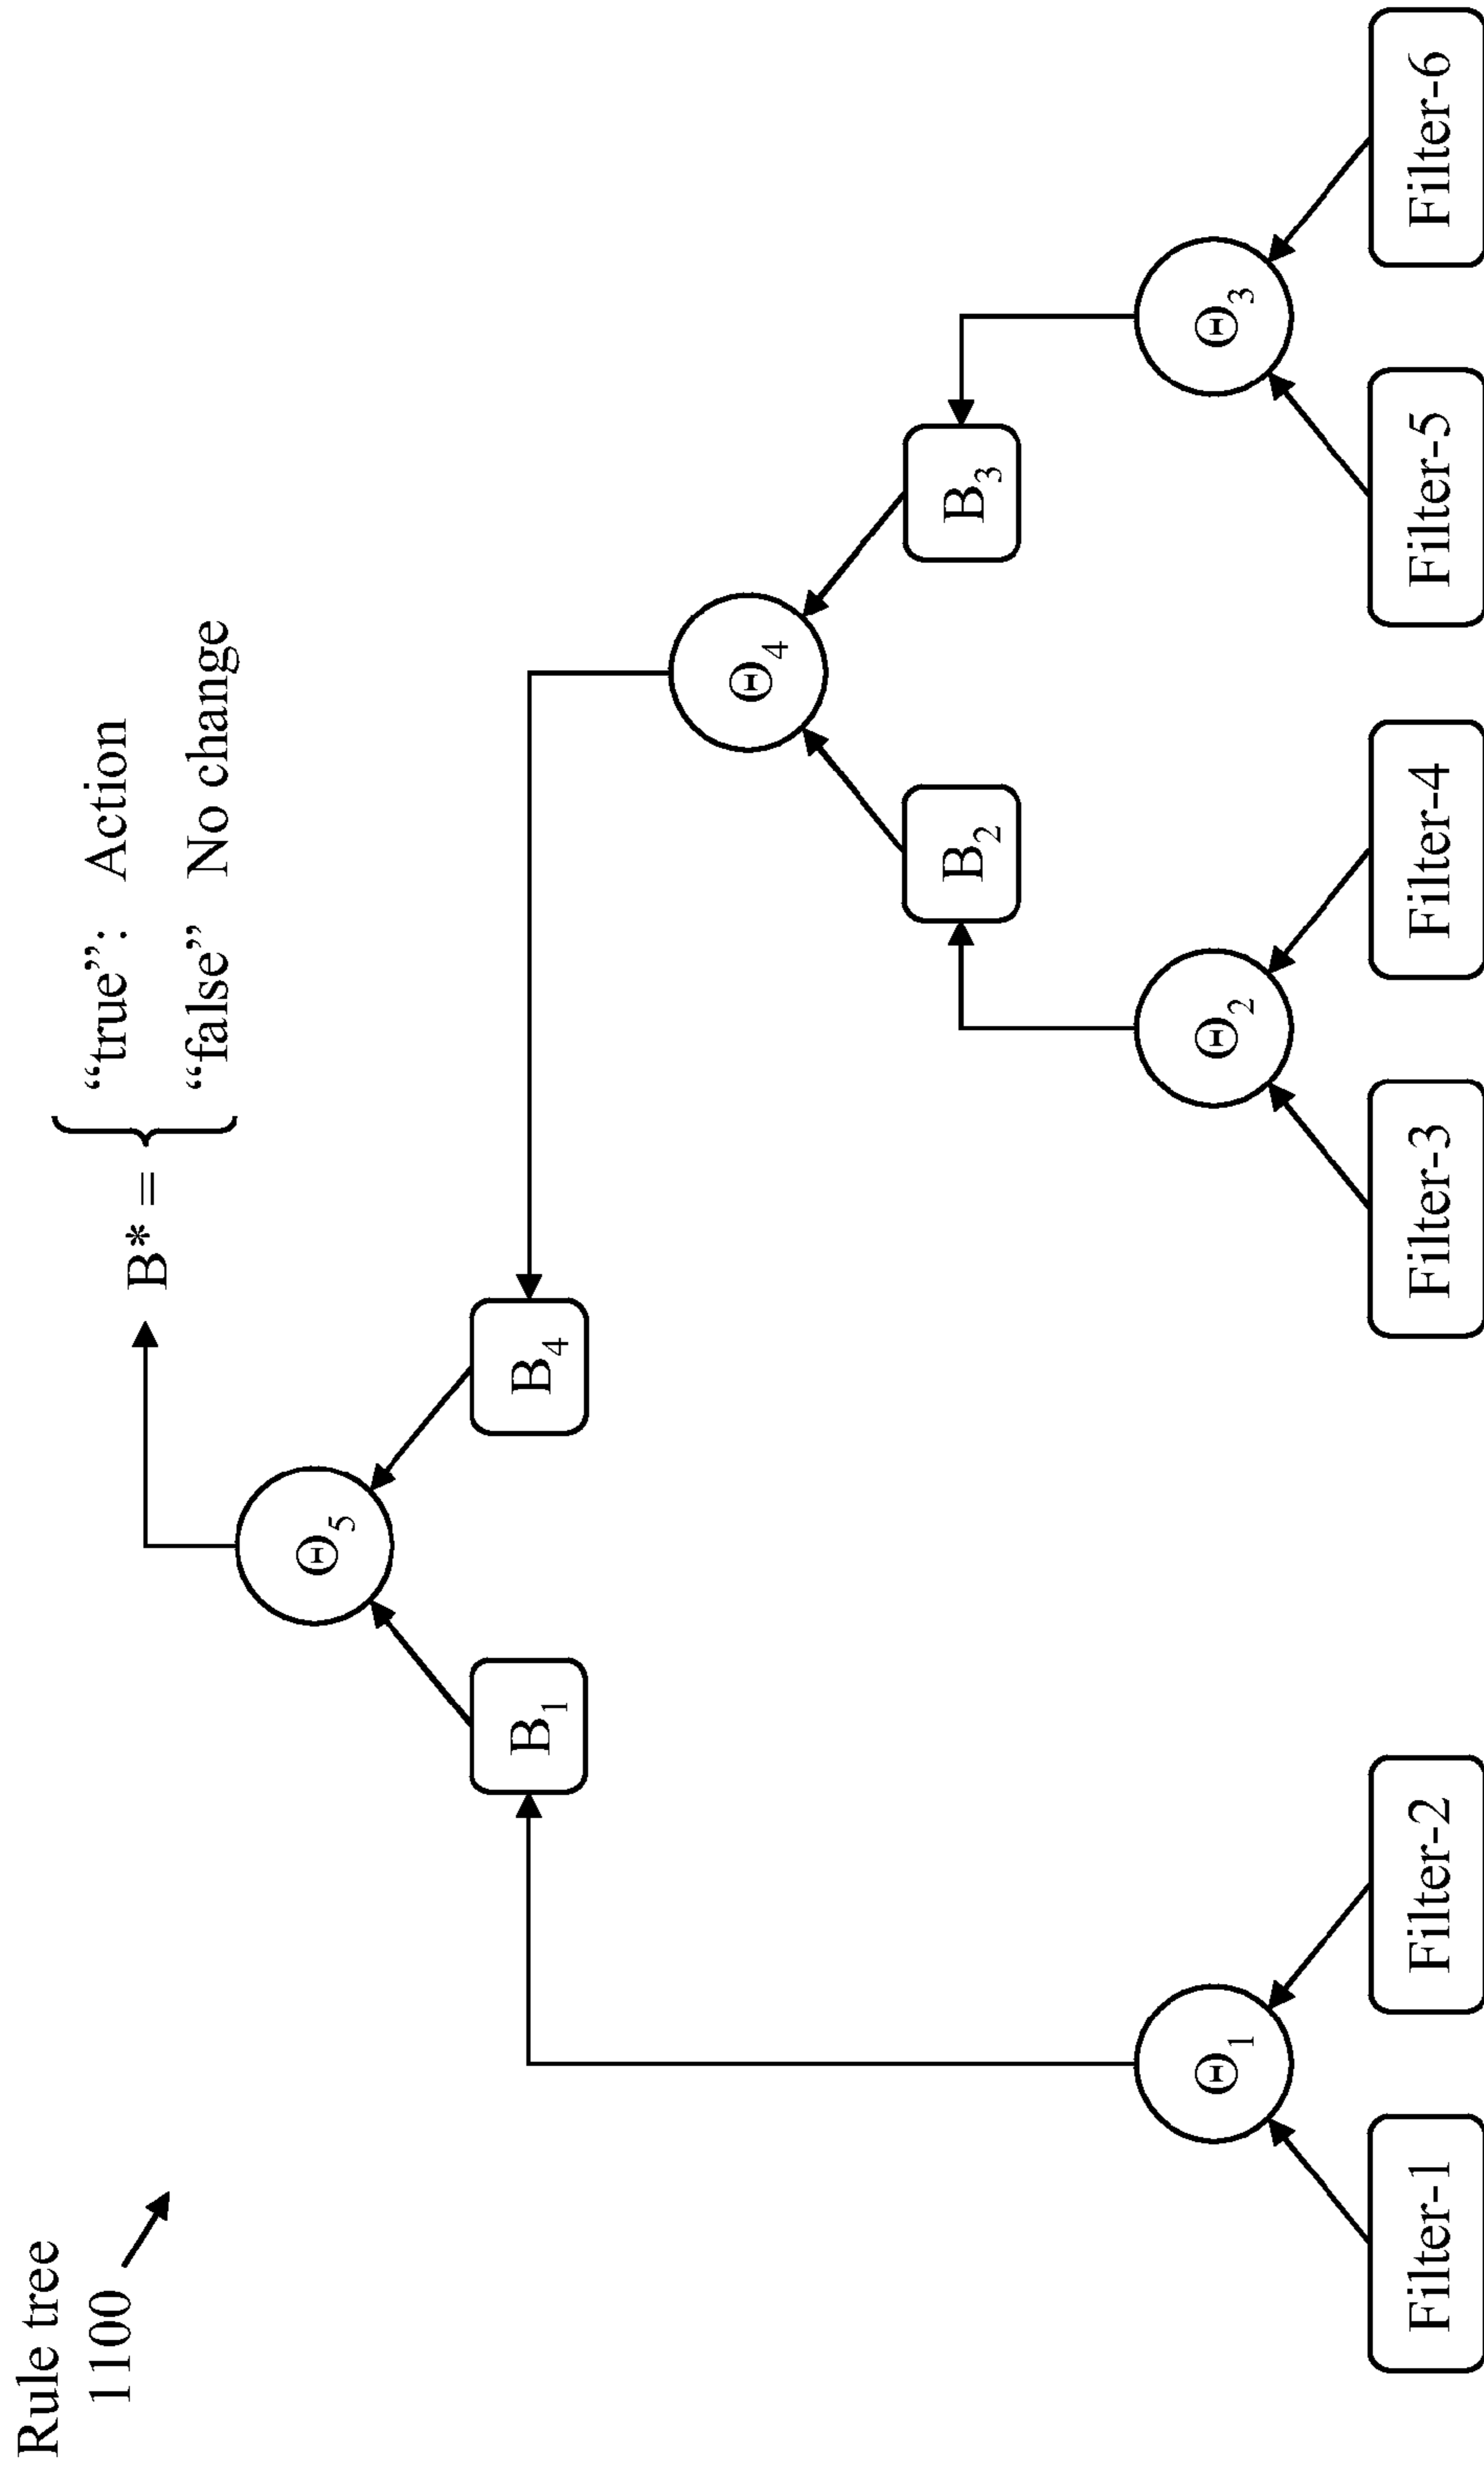 Rule tree
1100
B* =
“true”: Action
“false” No change
Θ5
B1
B4
Θ4
B2
B3
Θ1
Θ2
Θ3
Filter-1
Filter-2
Filter-3
Filter-4
Filter-5
Filter-6